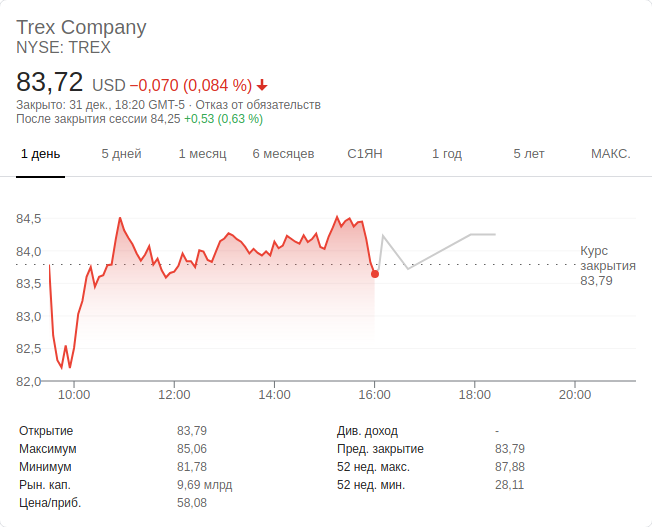 Trex Company
NYSE: TREX
83,72 USD −0,070 (0,084 %)
Закрыто: 31 дек., 18:20 GMT-5 · Отказ от обязательств
После закрытия сессии 84,25 +0,53 (0,63 %)
1 день 5 дней 1 месяц 6 месяцев С1ЯН 1 год 5 лет МАКС.
84,5
84,0
83,5
83,0
82,5
82,0
Курс
закрытия
83,79
10:00 12:00 14:00 16:00 18:00 20:00
Открытие 83,79 Див. доход -
Максимум 85,06 Пред. закрытие 83,79
Минимум 81,78 52 нед. макс. 87,88
Рын. кап. 9,69 млрд 52 нед. мин. 28,11
Цена/приб. 58,08